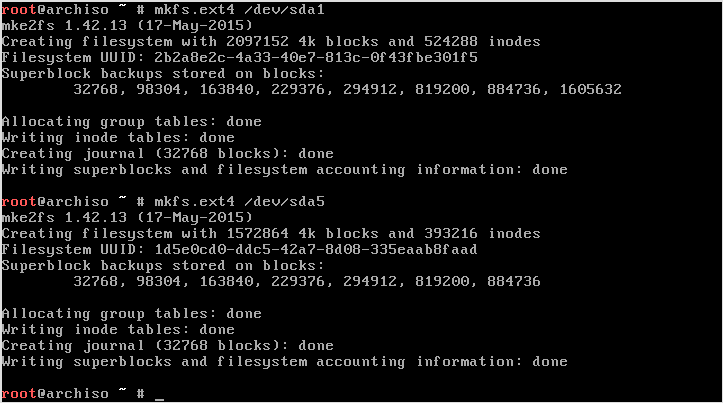 root@archiso ~ # mkfs.ext4 /dev/sda1
mke2fs 1.42.13 (17-May-2015)
Creating filesystem with 2097152 4k blocks and 524288 inodes
Filesystem UUID: 2b2a8e2c-4a33-40e7-813c-0f43fbe301f5
Superblock backups stored on blocks:
32768, 98304, 163840, 229376, 294912, 819200, 884736, 1605632
Allocating group tables: done
Writing inode tables: done
Creating journal (32768 blocks): done
Writing superblocks and filesystem accounting information: done
root@archiso ~ # mkfs.ext4 /dev/sda5
mke2fs 1.42.13 (17-May-2015)
Creating filesystem with 1572864 4k blocks and 393216 inodes
Filesystem UUID: 1d5e0cd0-ddc5-42a7-8d08-335eaab8faad
Superblock backups stored on blocks:
32768, 98304, 163840, 229376, 294912, 819200, 884736
Allocating group tables: done
Writing inode tables: done
Creating journal (32768 blocks): done
Writing superblocks and filesystem accounting information: done
root@archiso ~ # _